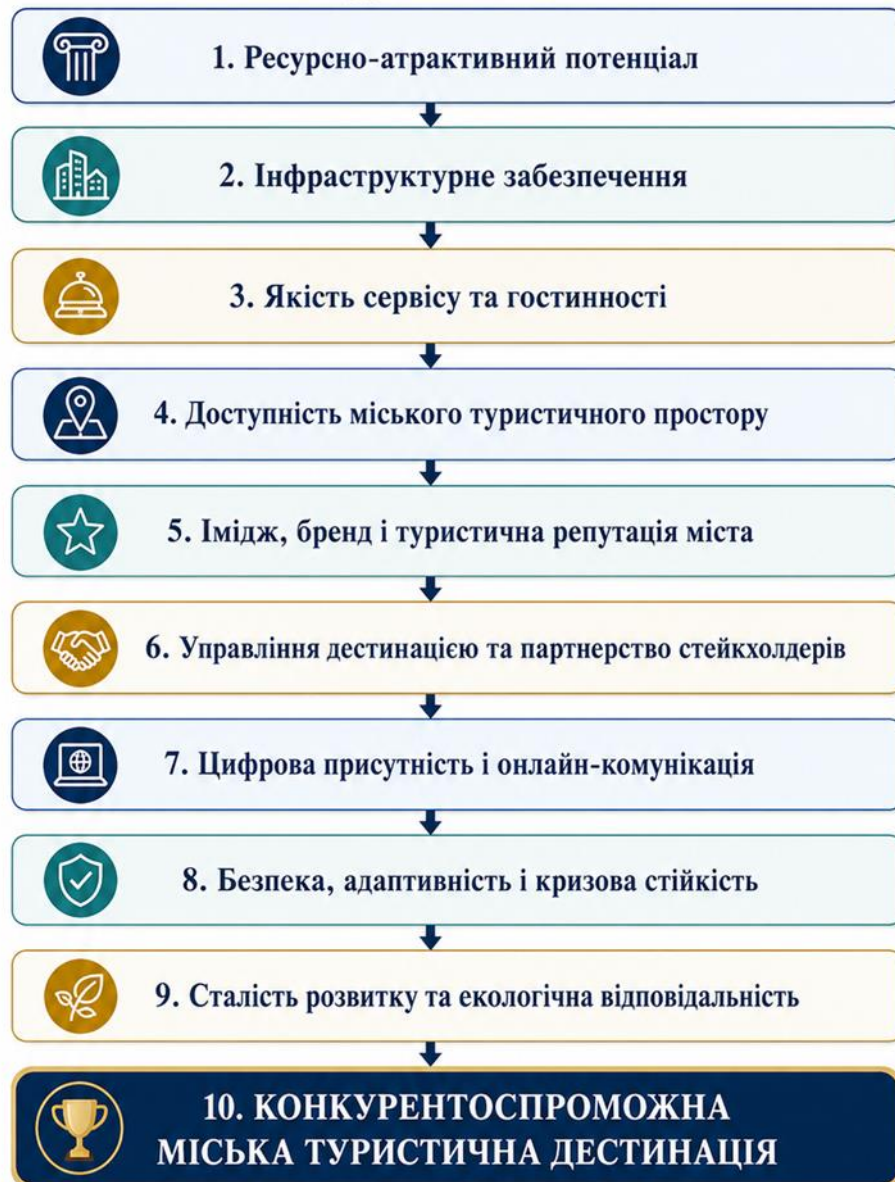 1. Ресурсно-атрактивний потенціал
2. Інфраструктурне забезпечення
3. Якість сервісу та гостинності
4. Доступність міського туристичного простору
5. Імідж, бренд і туристична репутація міста
6. Управління дестинацією та партнерство стейкхолдерів
7. Цифрова присутність і онлайн-комунікація
8. Безпека, адаптивність і кризова стійкість
9. Сталість розвитку та екологічна відповідальність
10. КОНКУРЕНТОСПРОМОЖНА
МІСЬКА ТУРИСТИЧНА ДЕСТИНАЦІЯ